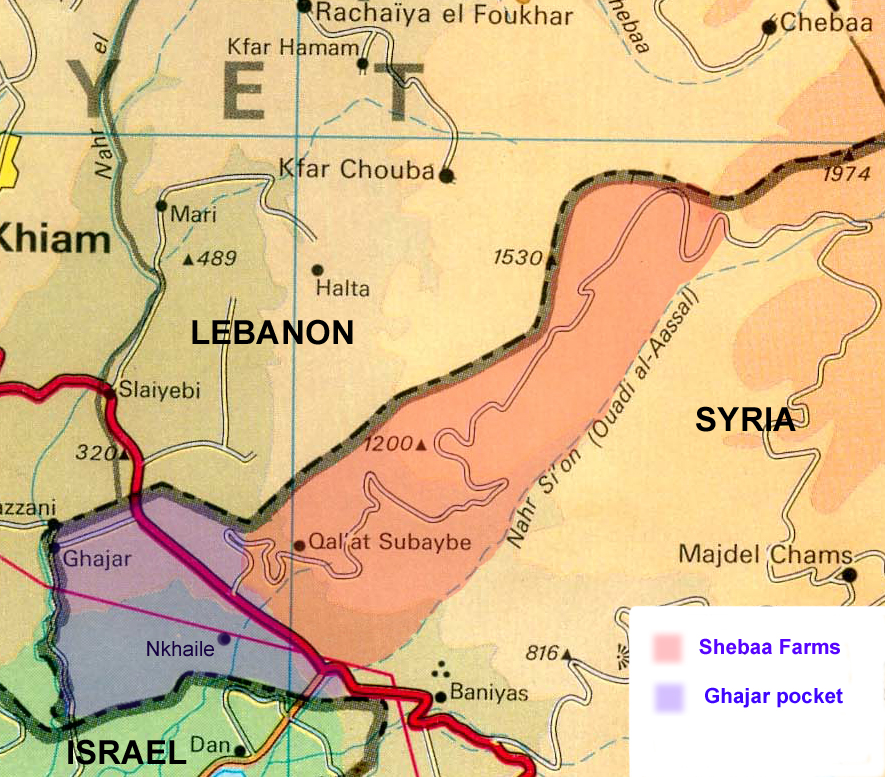 Rachaïya el Foukhar
Chebaa
hebaa
Kfar Hamam
el
Y E T
Nahr
Kfar Chouba
1974
Mari
Khiam
489
1530
Halta
LEBANON
Slaiyebi
SYRIA
320
1200
Nahr Si'on (Ouadi al-Aassal)
azzani
Qal'at Subaybe
Ghajar
Majdel Chams
Nkhaile
816
Shebaa Farms
Baniyas
Ghajar pocket
ISRAEL
Dan